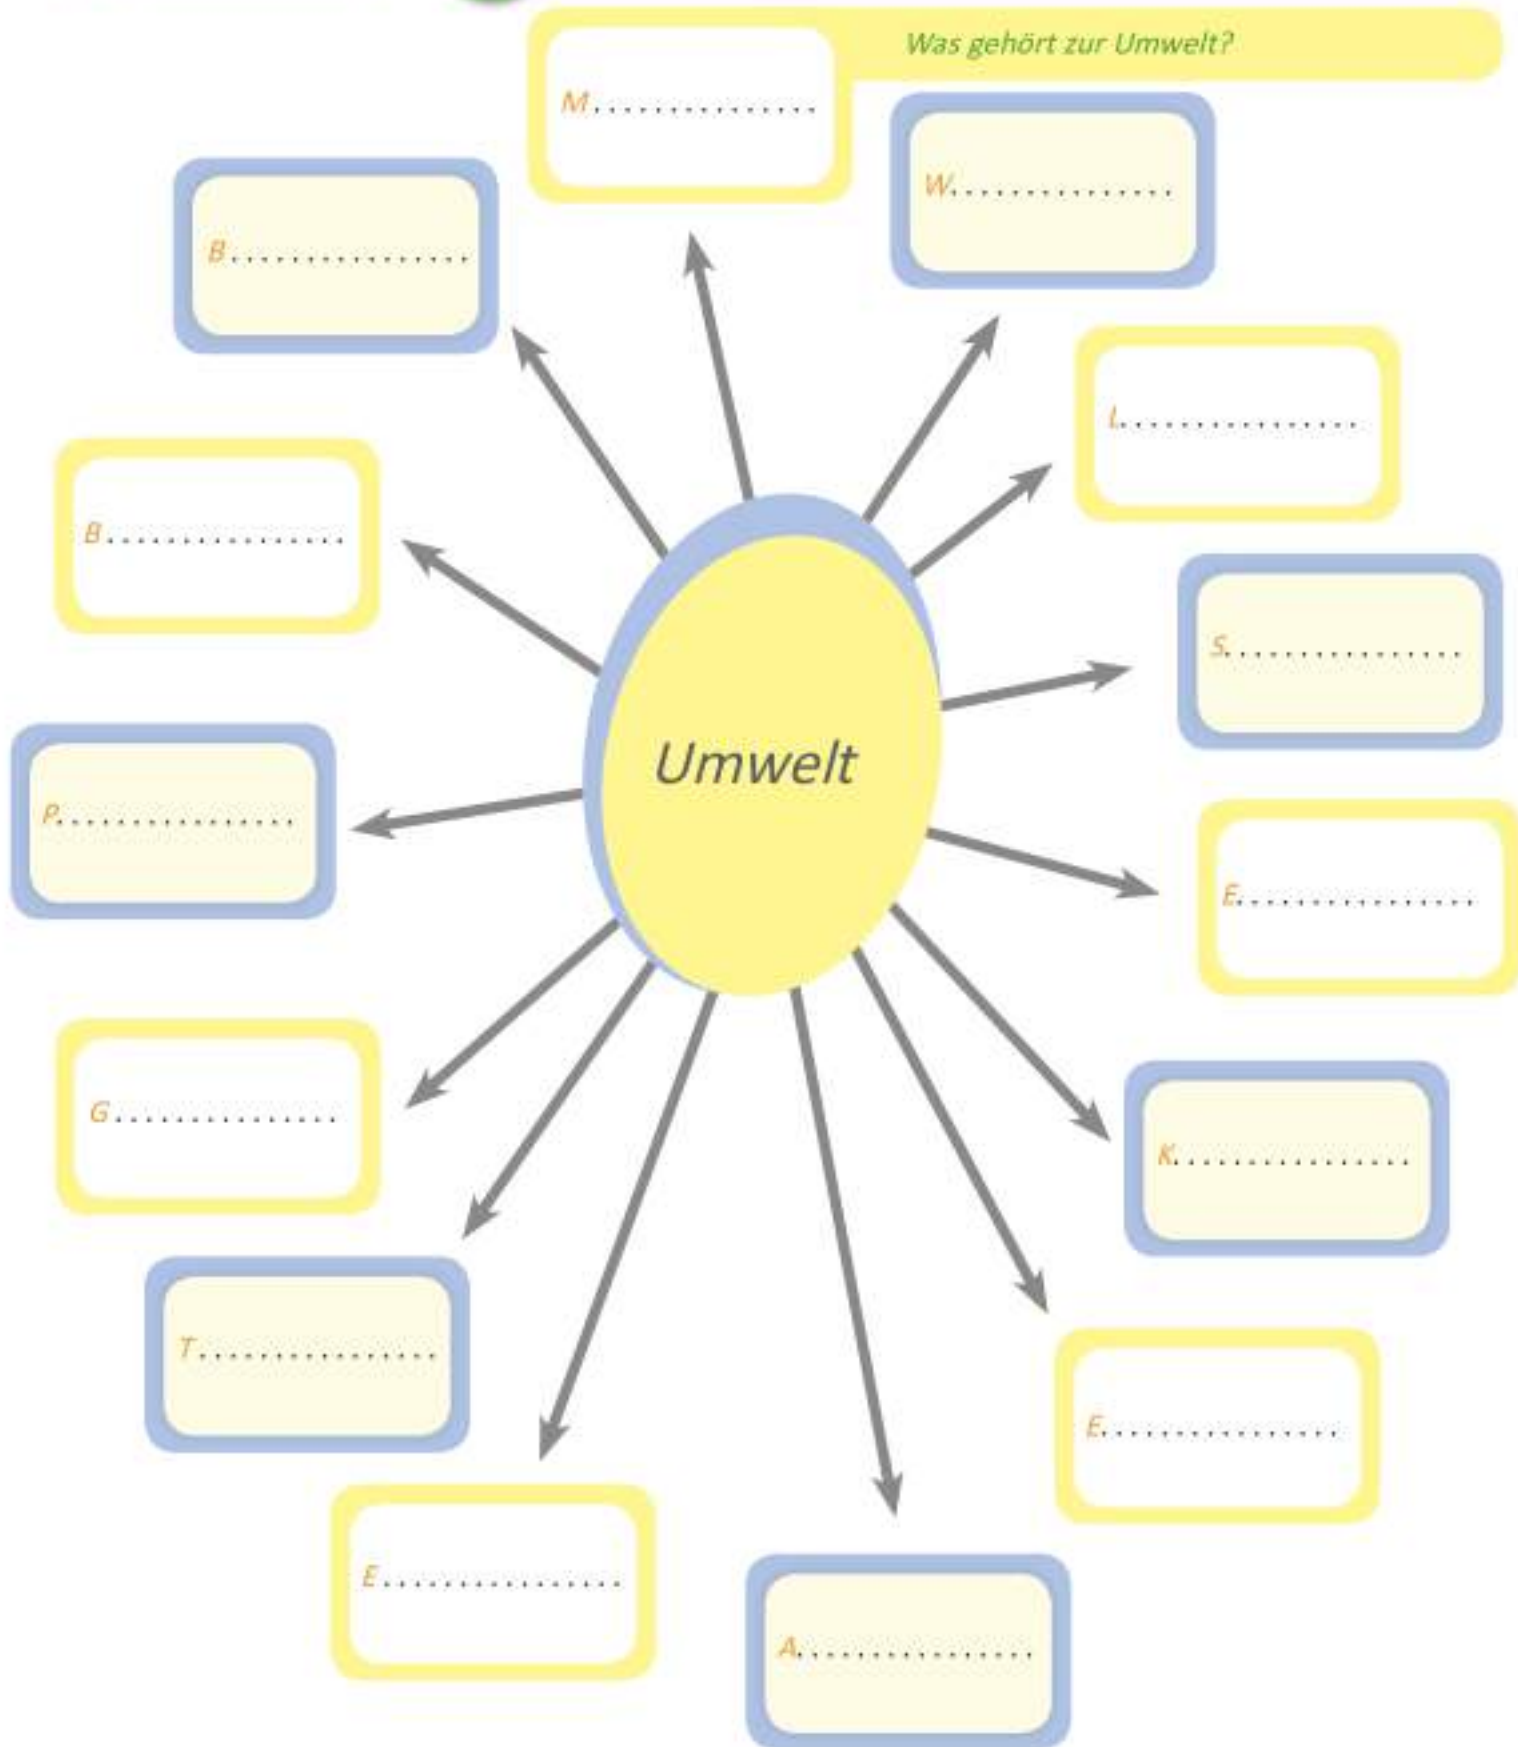 Was gehört zur Umwelt?
M...............
W...............
B................
L................
B................
S................
Umwelt
P................
E................
G...............
K................
T................
E................
E................
A................